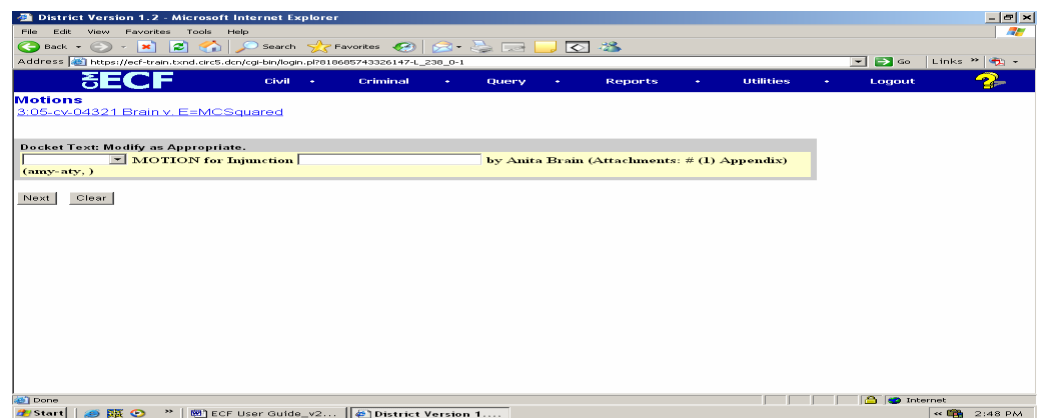 District Version 1.2 - Microsoft Internet Explorer
File Edit View Favorites Tools Help
Back Search Favorites
Address https://ecf-train.txnd.circ5.dcn/cgi-bin/login.pl?818685743326147-L_238_0-1 Go Links »
CM ECF Civil Criminal Query Reports Utilities Logout ?
Motions
3:05-cv-04321 Brain v. E=MCSquared
Docket Text: Modify as Appropriate.
MOTION for Injunction by Anita Brain (Attachments: # (1) Appendix)
(amy-aty, )
Next Clear
Done Internet
Start » ECF User Guide_v2... District Version 1.... « 2:48 PM